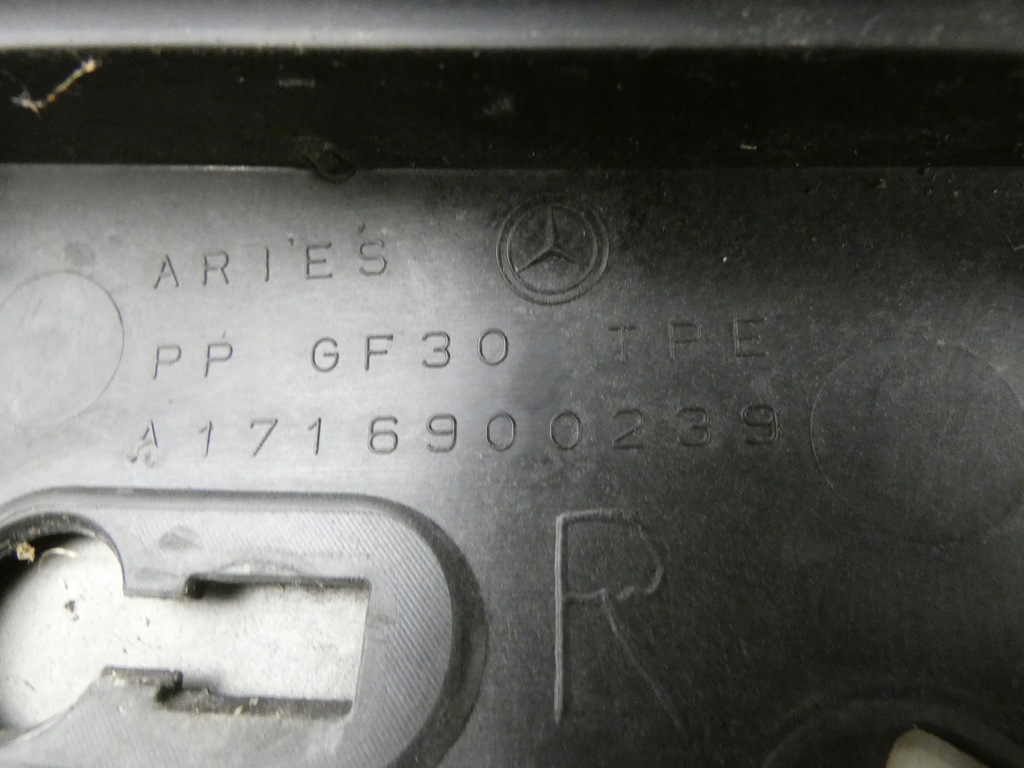 ARIES
PP GF30 TPE
A1716900239
R